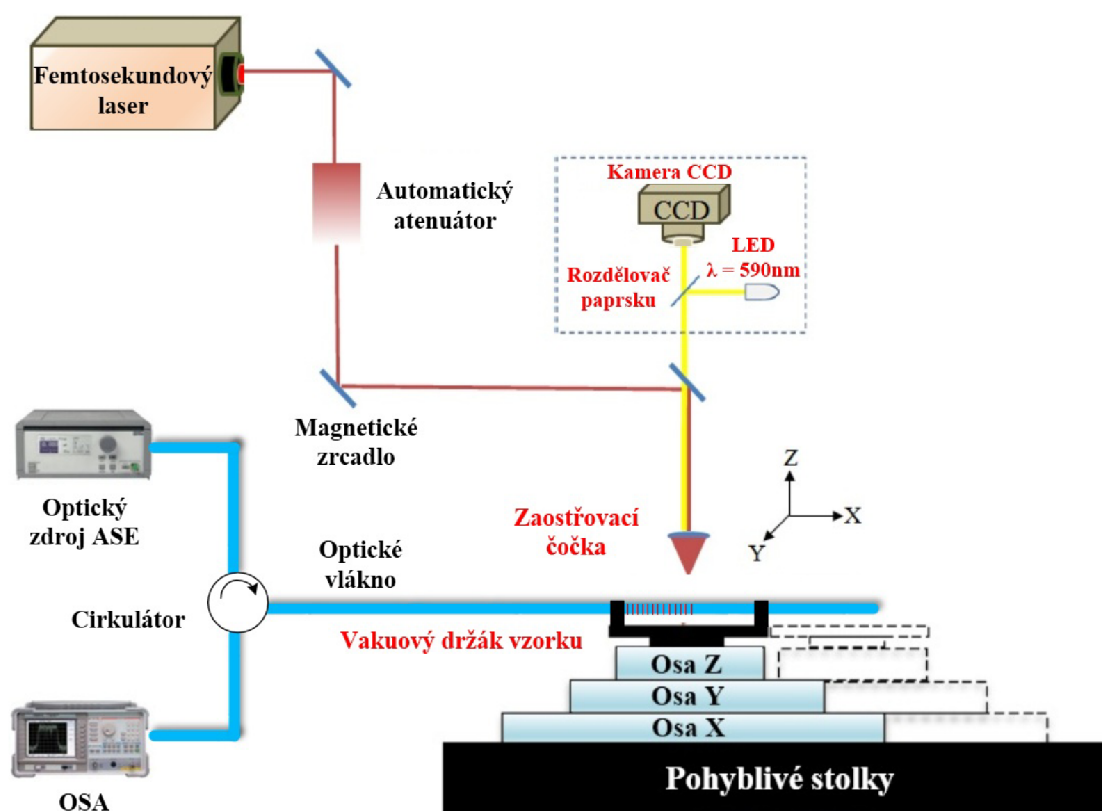 Femtosekundový
laser
Automatický
atenuátor
Kamera CCD
CCD
LED
λ = 590nm
Rozdělovač
paprsku
Magnetické
zrcadlo
Optický
zdroj ASE
Zaostřovací
čočka
Z
X
Y
Optické
vlákno
Cirkulátor
Vakuový držák vzorku
Osa Z
Osa Y
Osa X
Pohyblivé stolky
OSA